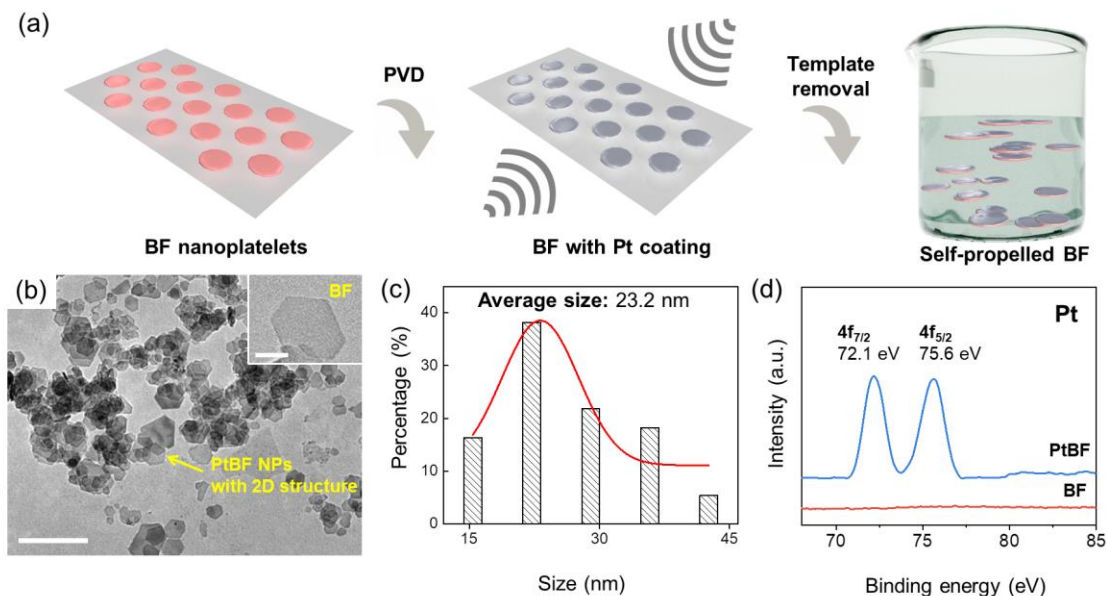 (a)
PVD
Template
removal
BF nanoplatelets
BF with Pt coating
Self-propelled BF
(b)
BF
PtBF NPs
with 2D structure
(c)
Average size: 23.2 nm
Percentage (%)
40
30
20
10
0
15
30
45
Size (nm)
(d)
Pt
4f7/2
72.1 eV
4f5/2
75.6 eV
Intensity (a.u.)
PtBF
BF
70
75
80
85
Binding energy (eV)